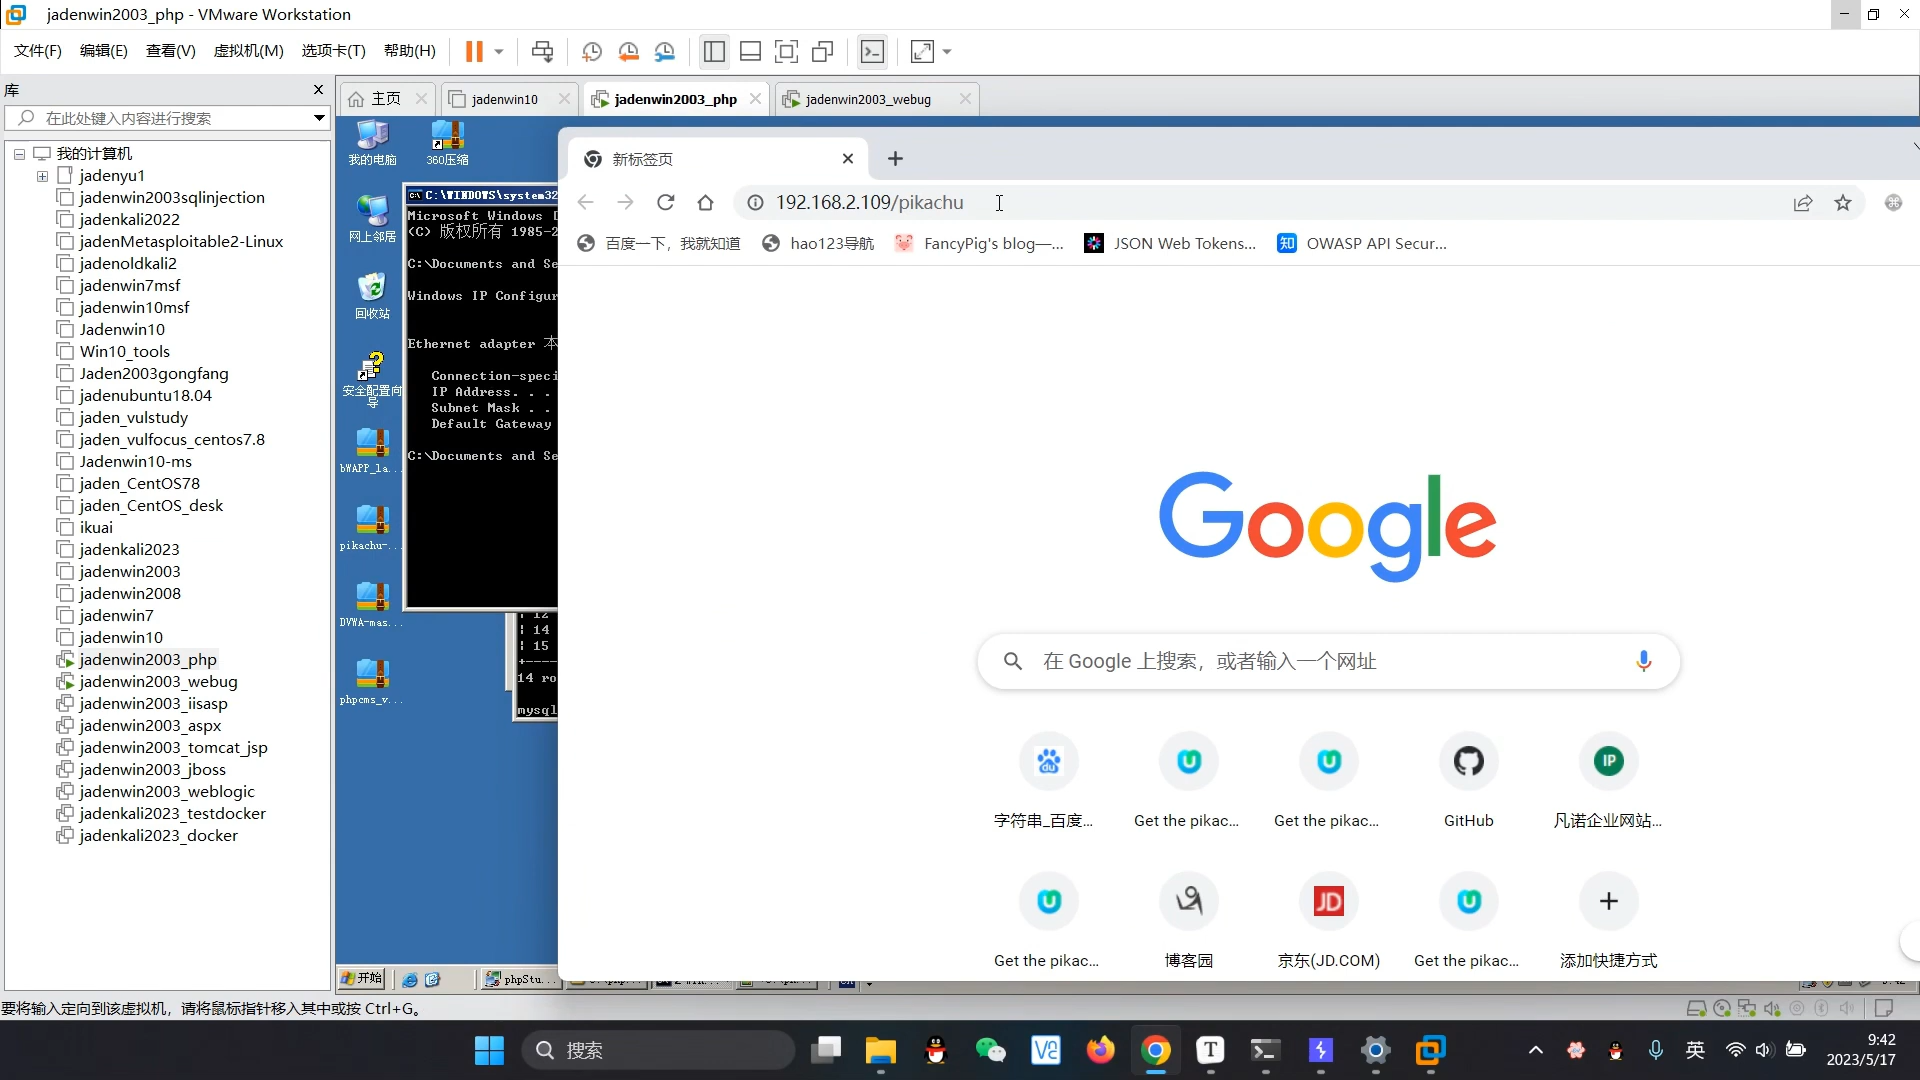 jadenwin2003_php - VMware Workstation
文件(F) 编辑(E) 查看(V) 虚拟机(M) 选项卡(T) 帮助(H)
库
在此处键入内容进行搜索
我的计算机
jadenyu1
jadenwin2003sqlinjection
jadenkali2022
jadenMetasploitable2-Linux
jadenoldkali2
jadenwin7msf
jadenwin10msf
Jadenwin10
Win10_tools
Jaden2003gongfang
jadenubuntu18.04
jaden_vulstudy
jaden_vulfocus_centos7.8
Jadenwin10-ms
jaden_CentOS78
jaden_CentOS_desk
ikuai
jadenkali2023
jadenwin2003
jadenwin2008
jadenwin7
jadenwin10
jadenwin2003_php
jadenwin2003_webug
jadenwin2003_iisasp
jadenwin2003_aspx
jadenwin2003_tomcat_jsp
jadenwin2003_jboss
jadenwin2003_weblogic
jadenkali2023_testdocker
jadenkali2023_docker
主页 jadenwin10 jadenwin2003_php jadenwin2003_webug
我的电脑 360压缩
网上邻居
回收站
安全配置向
导
bWAPP_la...
pikachu-...
DVWA-mas...
phpcms_v...
C:\WINDOWS\system32
Microsoft Windows
(C) 版权所有 1985-2
C:\Documents and Se
Windows IP Configur
Ethernet adapter 本
Connection-speci
IP Address. . .
Subnet Mask . .
Default Gateway
C:\Documents and Se
12
14
15
14 ro
mysql
新标签页
192.168.2.109/pikachu
百度一下，我就知道 hao123导航 FancyPig's blog—... JSON Web Tokens... 知 OWASP API Secur...
Google
在 Google 上搜索，或者输入一个网址
du IP
字符串_百度... Get the pikac... Get the pikac... GitHub 凡诺企业网站...
JD
Get the pikac... 博客园 京东(JD.COM) Get the pikac... 添加快捷方式
开始 phpStu...
要将输入定向到该虚拟机，请将鼠标指针移入其中或按 Ctrl+G。
搜索
英
9:42
2023/5/17